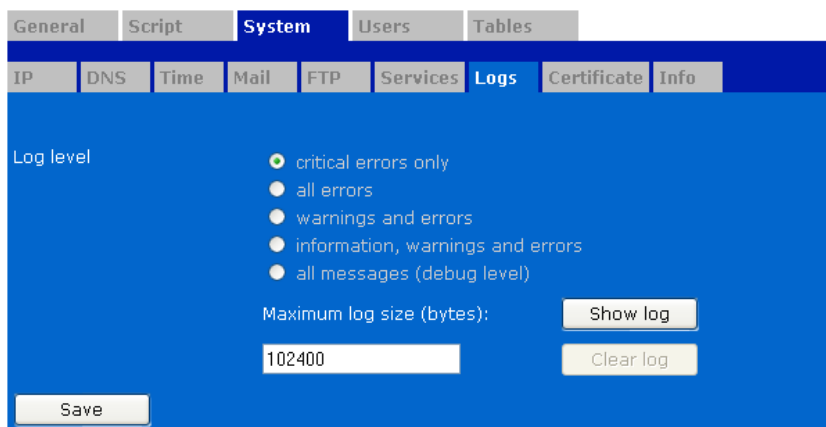 General Script System Users Tables
IP DNS Time Mail FTP Services Logs Certificate Info
Log level
critical errors only
all errors
warnings and errors
information, warnings and errors
all messages (debug level)
Maximum log size (bytes):
Show log
102400
Clear log
Save